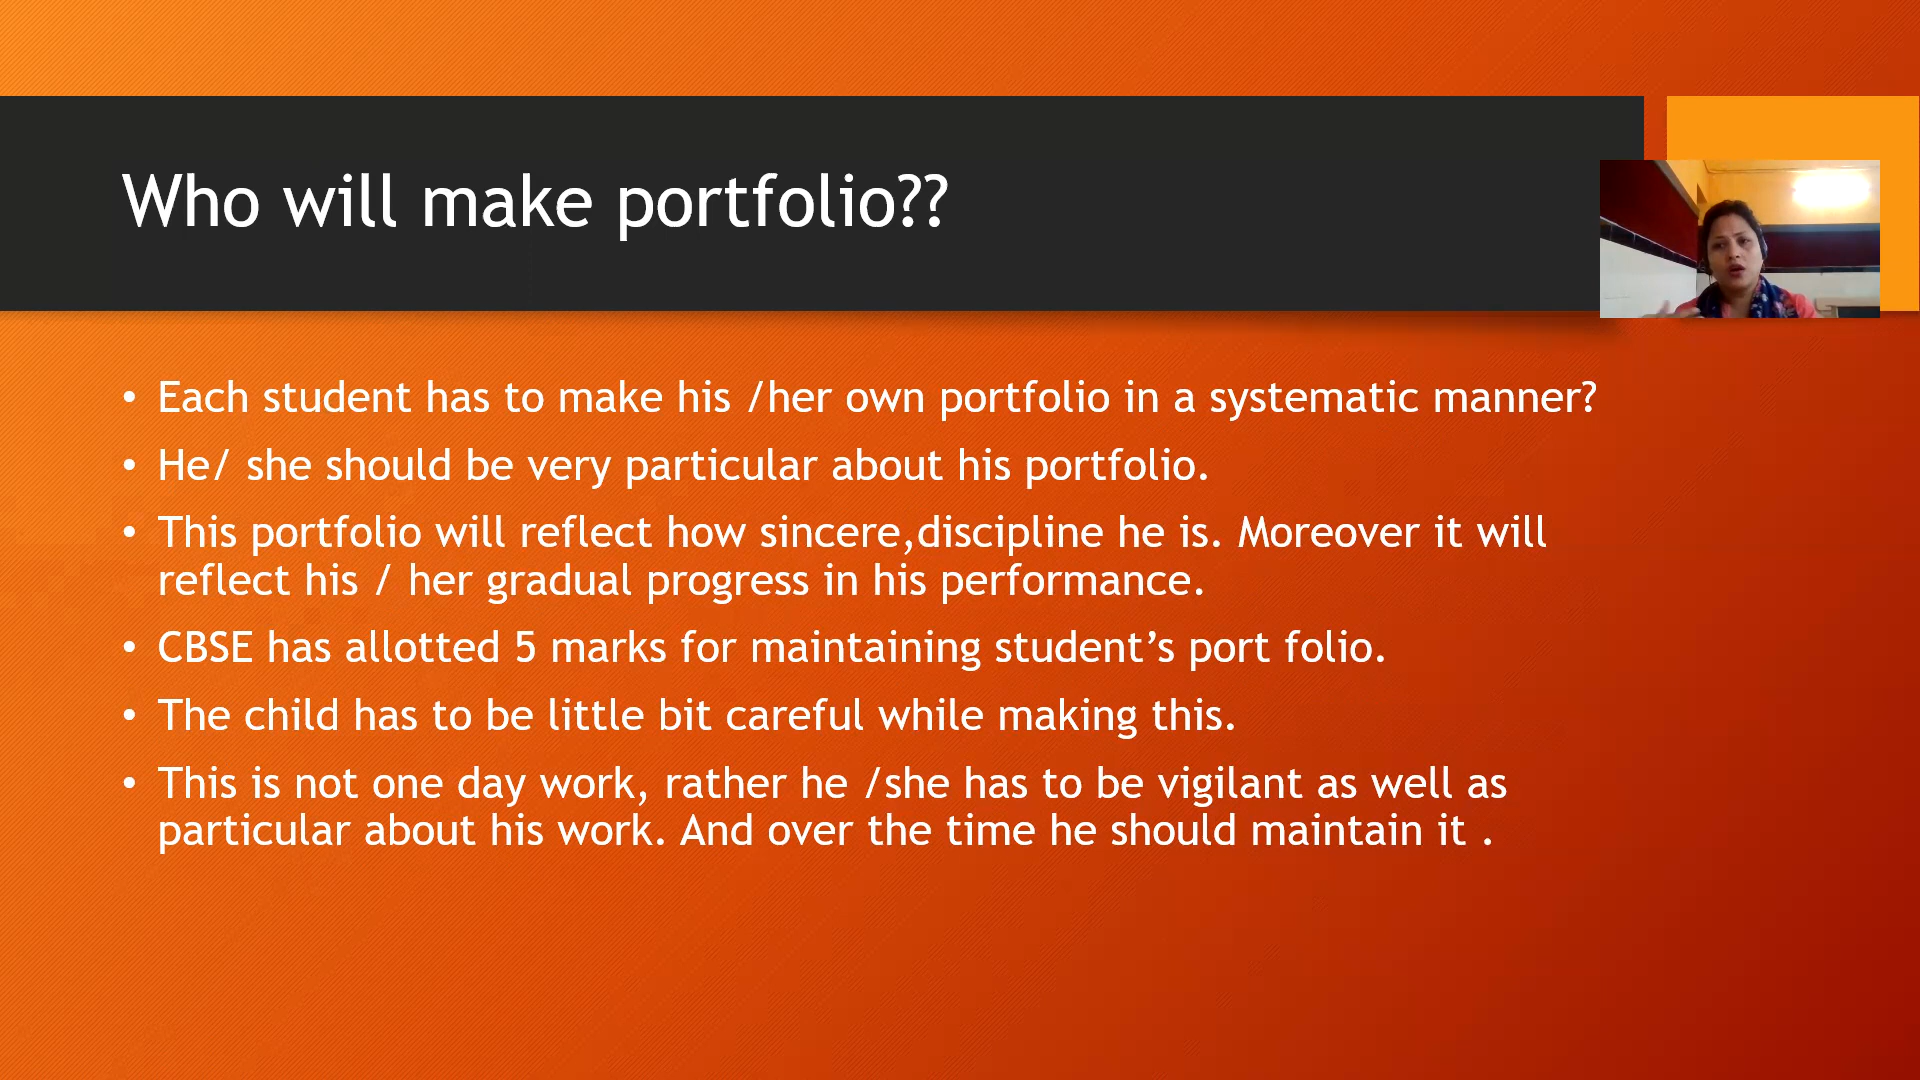 Who will make portfolio??
• Each student has to make his /her own portfolio in a systematic manner?
• He/ she should be very particular about his portfolio.
• This portfolio will reflect how sincere,discipline he is. Moreover it will
reflect his / her gradual progress in his performance.
• CBSE has allotted 5 marks for maintaining student’s port folio.
• The child has to be little bit careful while making this.
• This is not one day work, rather he /she has to be vigilant as well as
particular about his work. And over the time he should maintain it .